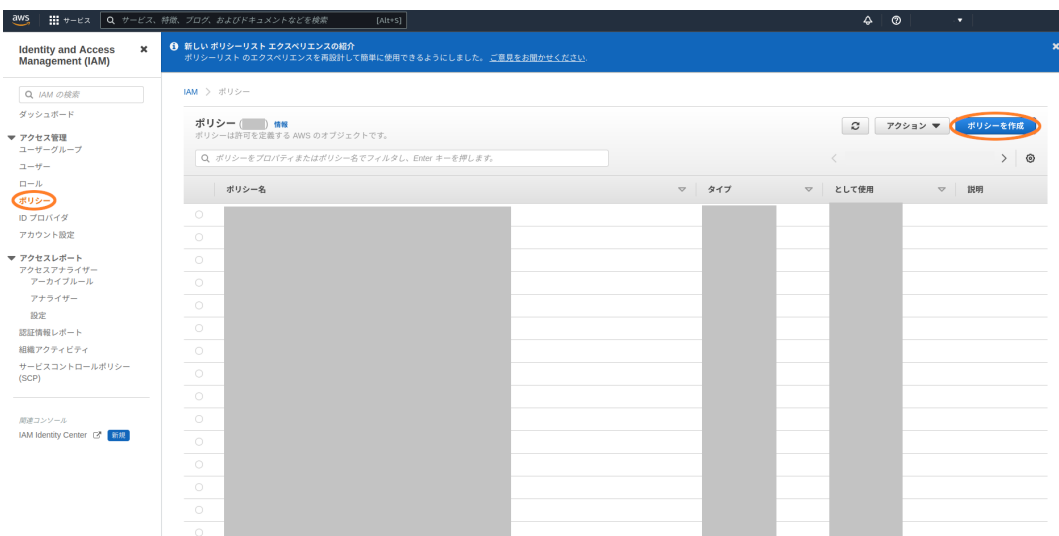 aws
サービス
サービス、特徴、ブログ、およびドキュメントなどを検索
[Alt+S]
Identity and Access Management (IAM)
IAM の検索
ダッシュボード
アクセス管理
ユーザーグループ
ユーザー
ロール
ポリシー
ID プロバイダ
アカウント設定
アクセスレポート
アクセスアナライザー
アーカイブルール
アナライザー
設定
認証情報レポート
組織アクティビティ
サービスコントロールポリシー
(SCP)
関連コンソール
IAM Identity Center 新規
新しい ポリシーリスト エクスペリエンスの紹介
ポリシーリスト のエクスペリエンスを再設計して簡単に使用できるようにしました。 ご意見をお聞かせください.
IAM > ポリシー
ポリシー ( ) 情報
ポリシーは許可を定義する AWS のオブジェクトです。
アクション
ポリシーを作成
ポリシーをプロパティまたはポリシー名でフィルタし、Enter キーを押します。
ポリシー名
タイプ
として使用
説明